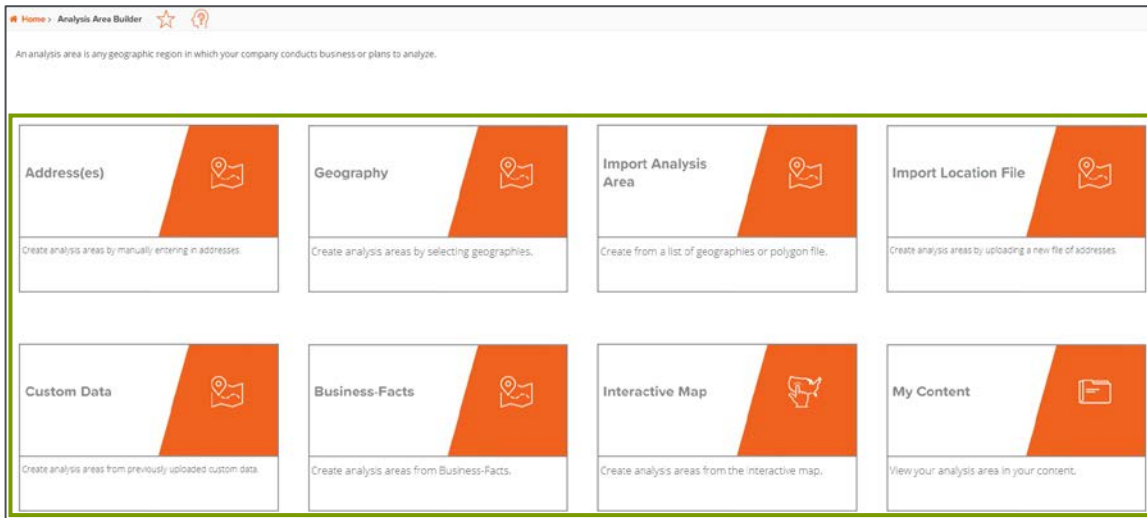 Home > Analysis Area Builder
An analysis area is any geographic region in which your company conducts business or plans to analyze.
Address(es)
Create analysis areas by manually entering in addresses.
Geography
Create analysis areas by selecting geographies.
Import Analysis
Area
Create from a list of geographies or polygon file.
Import Location File
Create analysis areas by uploading a new file of addresses.
Custom Data
Create analysis areas from previously uploaded custom data.
Business-Facts
Create analysis areas from Business-Facts.
Interactive Map
Create analysis areas from the interactive map.
My Content
View your analysis area in your content.